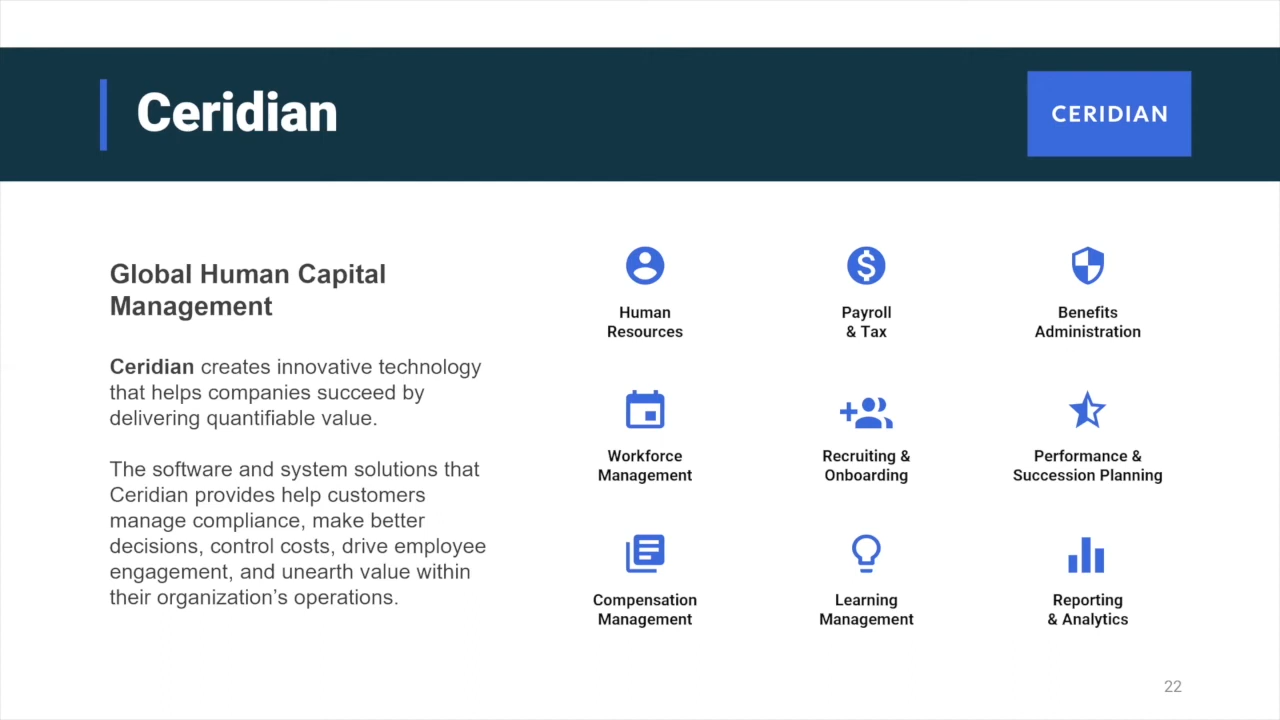 Ceridian
CERIDIAN
Global Human Capital
Management
Ceridian creates innovative technology
that helps companies succeed by
delivering quantifiable value.
The software and system solutions that
Ceridian provides help customers
manage compliance, make better
decisions, control costs, drive employee
engagement, and unearth value within
their organization’s operations.
Human
Resources
Payroll
& Tax
Benefits
Administration
Workforce
Management
Recruiting &
Onboarding
Performance &
Succession Planning
Compensation
Management
Learning
Management
Reporting
& Analytics
22